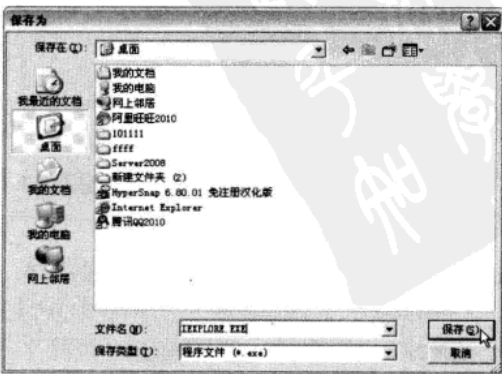 保存为
保存在(I): 桌面
我最近的文档
桌面
我的文档
我的电脑
网上邻居
我的文档
我的电脑
网上邻居
阿里旺旺2010
101111
ffff
Server2008
新建文件夹 (2)
HyperSnap 6.80.01 免注册汉化版
Internet Explorer
腾讯QQ2010
文件名(N): IEXPLORE.EXE
保存(S)
保存类型(T): 程序文件 (*.exe)
取消